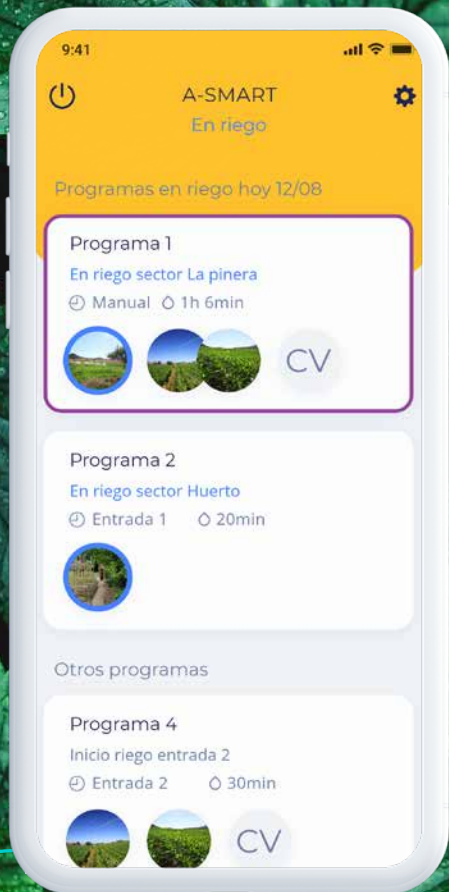 9:41
A-SMART
En riego
Programas en riego hoy 12/08
Programa 1
En riego sector La pinera
Manual 1h 6min
CV
Programa 2
En riego sector Huerto
Entrada 1 20min
Otros programas
Programa 4
Inicio riego entrada 2
Entrada 2 30min
CV